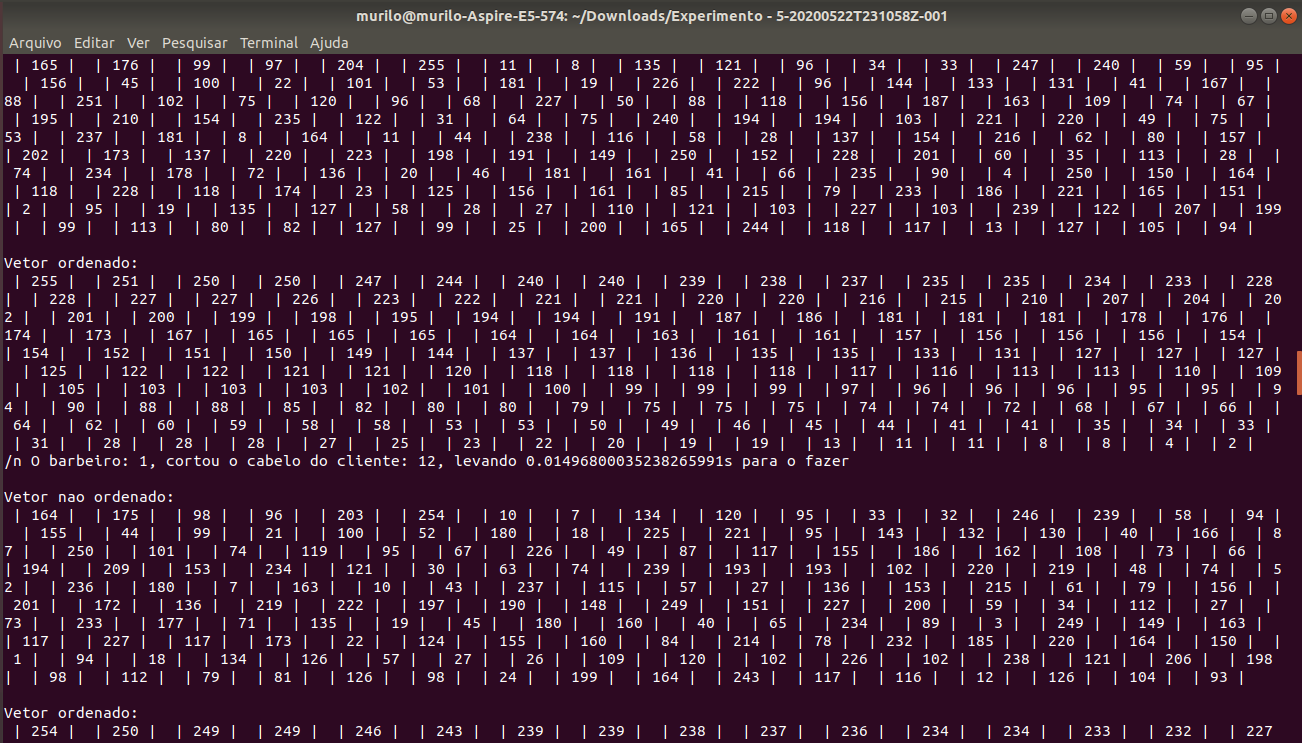 murilo@murilo-Aspire-E5-574: ~/Downloads/Experimento - 5-20200522T231058Z-001
Arquivo Editar Ver Pesquisar Terminal Ajuda
| 165 | | 176 | | 99 | | 97 | | 204 | | 255 | | 11 | | 8 | | 135 | | 121 | | 96 | | 34 | | 33 | | 247 | | 240 | | 59 | | 95 |
| 156 | | 45 | | 100 | | 22 | | 101 | | 53 | | 181 | | 19 | | 226 | | 222 | | 96 | | 144 | | 133 | | 131 | | 41 | | 167 | |
88 | | 251 | | 102 | | 75 | | 120 | | 96 | | 68 | | 227 | | 50 | | 88 | | 118 | | 156 | | 187 | | 163 | | 109 | | 74 | | 67 |
| 195 | | 210 | | 154 | | 235 | | 122 | | 31 | | 64 | | 75 | | 240 | | 194 | | 194 | | 103 | | 221 | | 220 | | 49 | | 75 | |
53 | | 237 | | 181 | | 8 | | 164 | | 11 | | 44 | | 238 | | 116 | | 58 | | 28 | | 137 | | 154 | | 216 | | 62 | | 80 | | 157 |
| 202 | | 173 | | 137 | | 220 | | 223 | | 198 | | 191 | | 149 | | 250 | | 152 | | 228 | | 201 | | 60 | | 35 | | 113 | | 28 | |
74 | | 234 | | 178 | | 72 | | 136 | | 20 | | 46 | | 181 | | 161 | | 41 | | 66 | | 235 | | 90 | | 4 | | 250 | | 150 | | 164 |
| 118 | | 228 | | 118 | | 174 | | 23 | | 125 | | 156 | | 161 | | 85 | | 215 | | 79 | | 233 | | 186 | | 221 | | 165 | | 151 |
| 2 | | 95 | | 19 | | 135 | | 127 | | 58 | | 28 | | 27 | | 110 | | 121 | | 103 | | 227 | | 103 | | 239 | | 122 | | 207 | | 199
| | 99 | | 113 | | 80 | | 82 | | 127 | | 99 | | 25 | | 200 | | 165 | | 244 | | 118 | | 117 | | 13 | | 127 | | 105 | | 94 |
Vetor ordenado:
| 255 | | 251 | | 250 | | 250 | | 247 | | 244 | | 240 | | 240 | | 239 | | 238 | | 237 | | 235 | | 235 | | 234 | | 233 | | 228
| | 228 | | 227 | | 227 | | 226 | | 223 | | 222 | | 221 | | 221 | | 220 | | 220 | | 216 | | 215 | | 210 | | 207 | | 204 | | 20
2 | | 201 | | 200 | | 199 | | 198 | | 195 | | 194 | | 194 | | 191 | | 187 | | 186 | | 181 | | 181 | | 181 | | 178 | | 176 | |
174 | | 173 | | 167 | | 165 | | 165 | | 165 | | 164 | | 164 | | 163 | | 161 | | 161 | | 157 | | 156 | | 156 | | 156 | | 154 |
| 154 | | 152 | | 151 | | 150 | | 149 | | 144 | | 137 | | 137 | | 136 | | 135 | | 135 | | 133 | | 131 | | 127 | | 127 | | 127 |
| 125 | | 122 | | 122 | | 121 | | 121 | | 120 | | 118 | | 118 | | 118 | | 118 | | 117 | | 116 | | 113 | | 113 | | 110 | | 109
| | 105 | | 103 | | 103 | | 103 | | 102 | | 101 | | 100 | | 99 | | 99 | | 99 | | 97 | | 96 | | 96 | | 96 | | 95 | | 95 | | 9
4 | | 90 | | 88 | | 88 | | 85 | | 82 | | 80 | | 80 | | 79 | | 75 | | 75 | | 75 | | 74 | | 74 | | 72 | | 68 | | 67 | | 66 | |
64 | | 62 | | 60 | | 59 | | 58 | | 58 | | 53 | | 53 | | 50 | | 49 | | 46 | | 45 | | 44 | | 41 | | 41 | | 35 | | 34 | | 33 |
| 31 | | 28 | | 28 | | 28 | | 27 | | 25 | | 23 | | 22 | | 20 | | 19 | | 19 | | 13 | | 11 | | 11 | | 8 | | 8 | | 4 | | 2 |
/n O barbeiro: 1, cortou o cabelo do cliente: 12, levando 0.01496800035238265991s para o fazer
Vetor nao ordenado:
| 164 | | 175 | | 98 | | 96 | | 203 | | 254 | | 10 | | 7 | | 134 | | 120 | | 95 | | 33 | | 32 | | 246 | | 239 | | 58 | | 94 |
| 155 | | 44 | | 99 | | 21 | | 100 | | 52 | | 180 | | 18 | | 225 | | 221 | | 95 | | 143 | | 132 | | 130 | | 40 | | 166 | | 8
7 | | 250 | | 101 | | 74 | | 119 | | 95 | | 67 | | 226 | | 49 | | 87 | | 117 | | 155 | | 186 | | 162 | | 108 | | 73 | | 66 |
| 194 | | 209 | | 153 | | 234 | | 121 | | 30 | | 63 | | 74 | | 239 | | 193 | | 193 | | 102 | | 220 | | 219 | | 48 | | 74 | | 5
2 | | 236 | | 180 | | 7 | | 163 | | 10 | | 43 | | 237 | | 115 | | 57 | | 27 | | 136 | | 153 | | 215 | | 61 | | 79 | | 156 |
| 201 | | 172 | | 136 | | 219 | | 222 | | 197 | | 190 | | 148 | | 249 | | 151 | | 227 | | 200 | | 59 | | 34 | | 112 | | 27 | |
73 | | 233 | | 177 | | 71 | | 135 | | 19 | | 45 | | 180 | | 160 | | 40 | | 65 | | 234 | | 89 | | 3 | | 249 | | 149 | | 163 |
| 117 | | 227 | | 117 | | 173 | | 22 | | 124 | | 155 | | 160 | | 84 | | 214 | | 78 | | 232 | | 185 | | 220 | | 164 | | 150 | |
1 | | 94 | | 18 | | 134 | | 126 | | 57 | | 27 | | 26 | | 109 | | 120 | | 102 | | 226 | | 102 | | 238 | | 121 | | 206 | | 198
| | 98 | | 112 | | 79 | | 81 | | 126 | | 98 | | 24 | | 199 | | 164 | | 243 | | 117 | | 116 | | 12 | | 126 | | 104 | | 93 |
Vetor ordenado:
| 254 | | 250 | | 249 | | 249 | | 246 | | 243 | | 239 | | 239 | | 238 | | 237 | | 236 | | 234 | | 234 | | 233 | | 232 | | 227